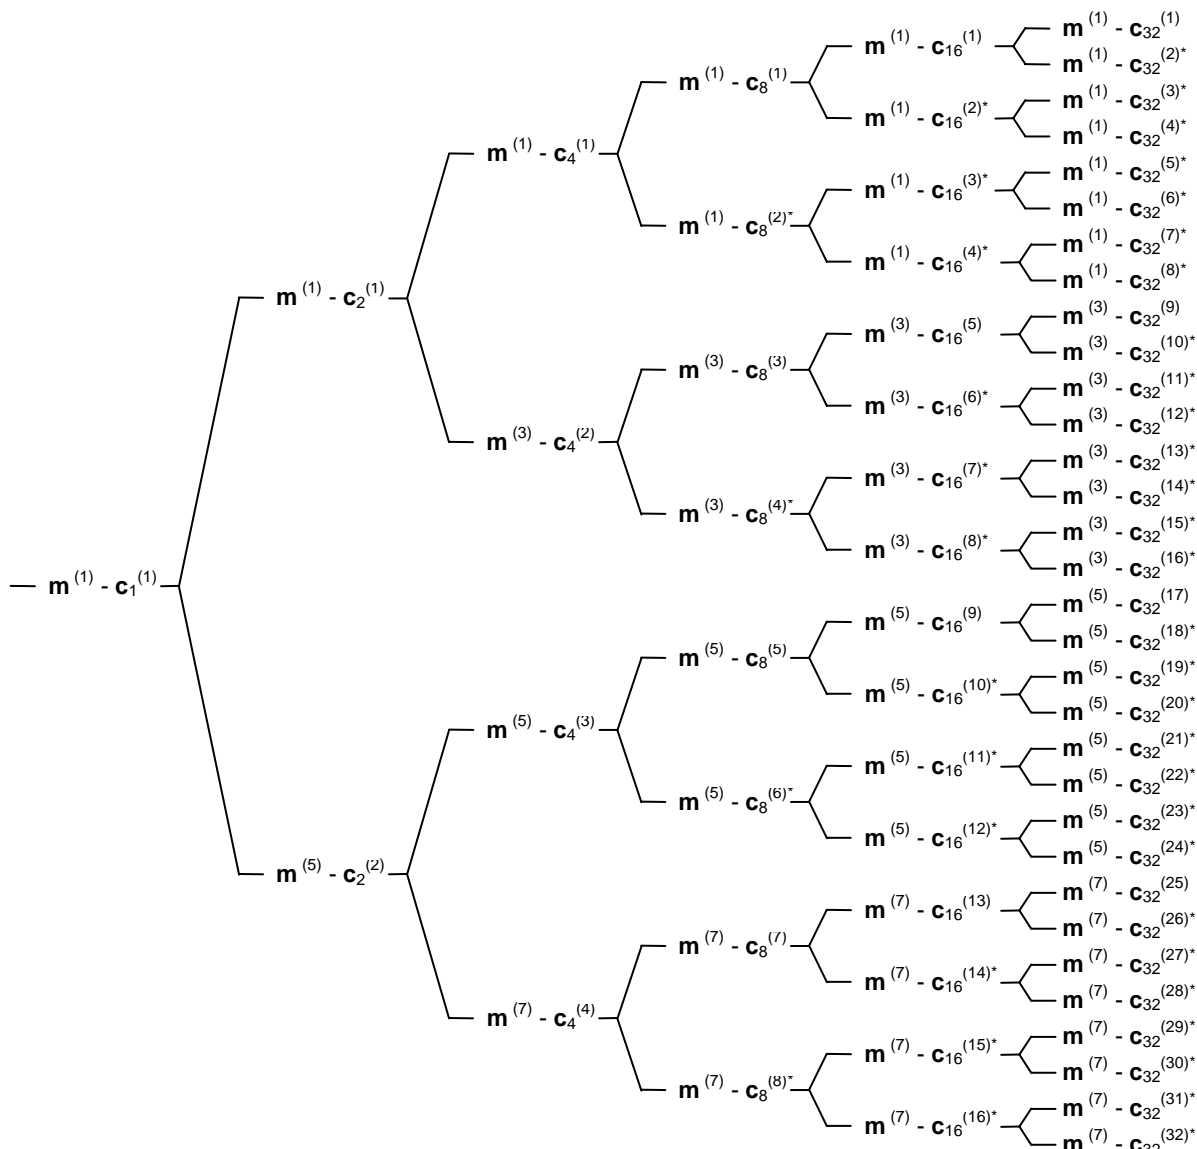 m (1) - c1(1)
m (1) - c2(1)
m (5) - c2(2)
m (1) - c4(1)
m (3) - c4(2)
m (5) - c4(3)
m (7) - c4(4)
m (1) - c8(1)
m (1) - c8(2)*
m (3) - c8(3)
m (3) - c8(4)*
m (5) - c8(5)
m (5) - c8(6)*
m (7) - c8(7)
m (7) - c8(8)*
m (1) - c16(1)
m (1) - c16(2)*
m (1) - c16(3)*
m (1) - c16(4)*
m (3) - c16(5)
m (3) - c16(6)*
m (3) - c16(7)*
m (3) - c16(8)*
m (5) - c16(9)
m (5) - c16(10)*
m (5) - c16(11)*
m (5) - c16(12)*
m (7) - c16(13)
m (7) - c16(14)*
m (7) - c16(15)*
m (7) - c16(16)*
m (1) - c32(1)
m (1) - c32(2)*
m (1) - c32(3)*
m (1) - c32(4)*
m (1) - c32(5)*
m (1) - c32(6)*
m (1) - c32(7)*
m (1) - c32(8)*
m (3) - c32(9)
m (3) - c32(10)*
m (3) - c32(11)*
m (3) - c32(12)*
m (3) - c32(13)*
m (3) - c32(14)*
m (3) - c32(15)*
m (3) - c32(16)*
m (5) - c32(17)
m (5) - c32(18)*
m (5) - c32(19)*
m (5) - c32(20)*
m (5) - c32(21)*
m (5) - c32(22)*
m (5) - c32(23)*
m (5) - c32(24)*
m (7) - c32(25)
m (7) - c32(26)*
m (7) - c32(27)*
m (7) - c32(28)*
m (7) - c32(29)*
m (7) - c32(30)*
m (7) - c32(31)*
m (7) - c32(32)*